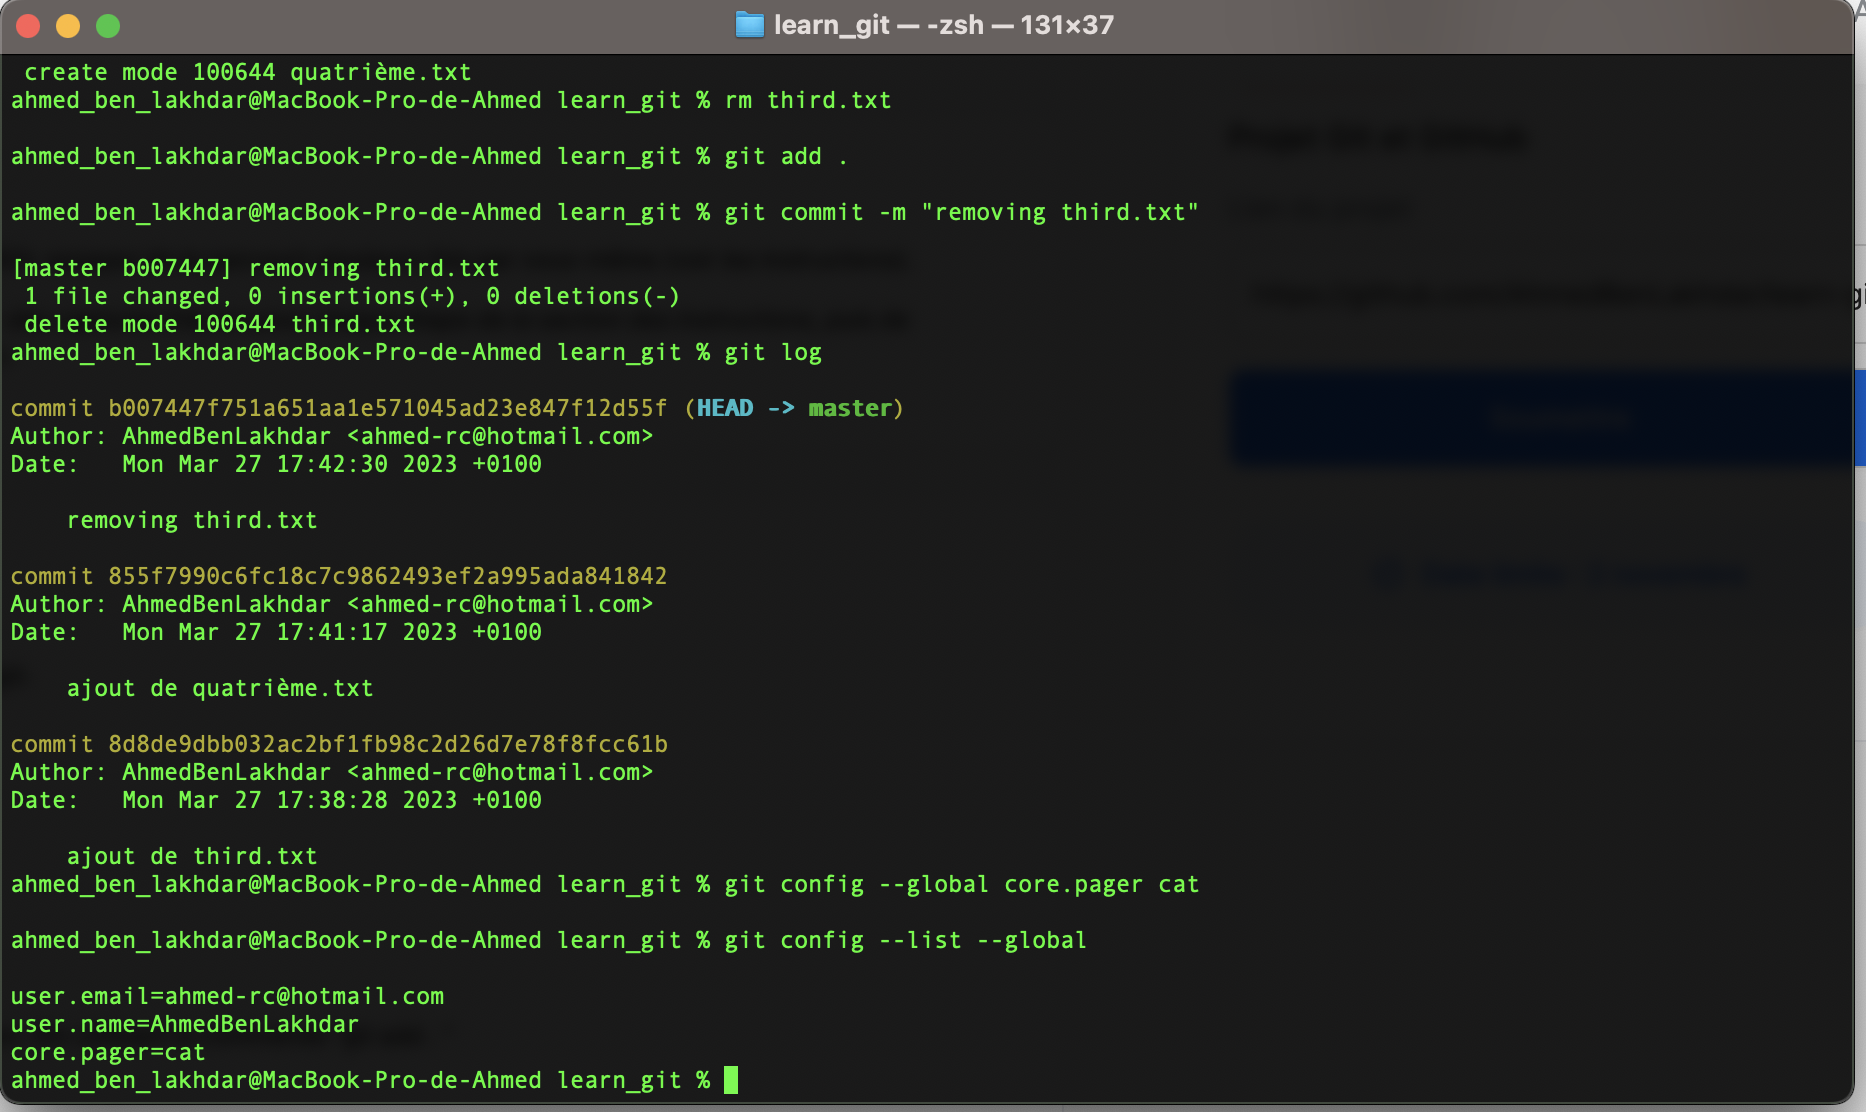 learn_git — -zsh — 131×37
create mode 100644 quatrième.txt
ahmed_ben_lakhdar@MacBook-Pro-de-Ahmed learn_git % rm third.txt
ahmed_ben_lakhdar@MacBook-Pro-de-Ahmed learn_git % git add .
ahmed_ben_lakhdar@MacBook-Pro-de-Ahmed learn_git % git commit -m "removing third.txt"
[master b007447] removing third.txt
1 file changed, 0 insertions(+), 0 deletions(-)
delete mode 100644 third.txt
ahmed_ben_lakhdar@MacBook-Pro-de-Ahmed learn_git % git log
commit b007447f751a651aa1e571045ad23e847f12d55f (HEAD -> master)
Author: AhmedBenLakhdar <ahmed-rc@hotmail.com>
Date:   Mon Mar 27 17:42:30 2023 +0100
removing third.txt
commit 855f7990c6fc18c7c9862493ef2a995ada841842
Author: AhmedBenLakhdar <ahmed-rc@hotmail.com>
Date:   Mon Mar 27 17:41:17 2023 +0100
ajout de quatrième.txt
commit 8d8de9dbb032ac2bf1fb98c2d26d7e78f8fcc61b
Author: AhmedBenLakhdar <ahmed-rc@hotmail.com>
Date:   Mon Mar 27 17:38:28 2023 +0100
ajout de third.txt
ahmed_ben_lakhdar@MacBook-Pro-de-Ahmed learn_git % git config --global core.pager cat
ahmed_ben_lakhdar@MacBook-Pro-de-Ahmed learn_git % git config --list --global
user.email=ahmed-rc@hotmail.com
user.name=AhmedBenLakhdar
core.pager=cat
ahmed_ben_lakhdar@MacBook-Pro-de-Ahmed learn_git %